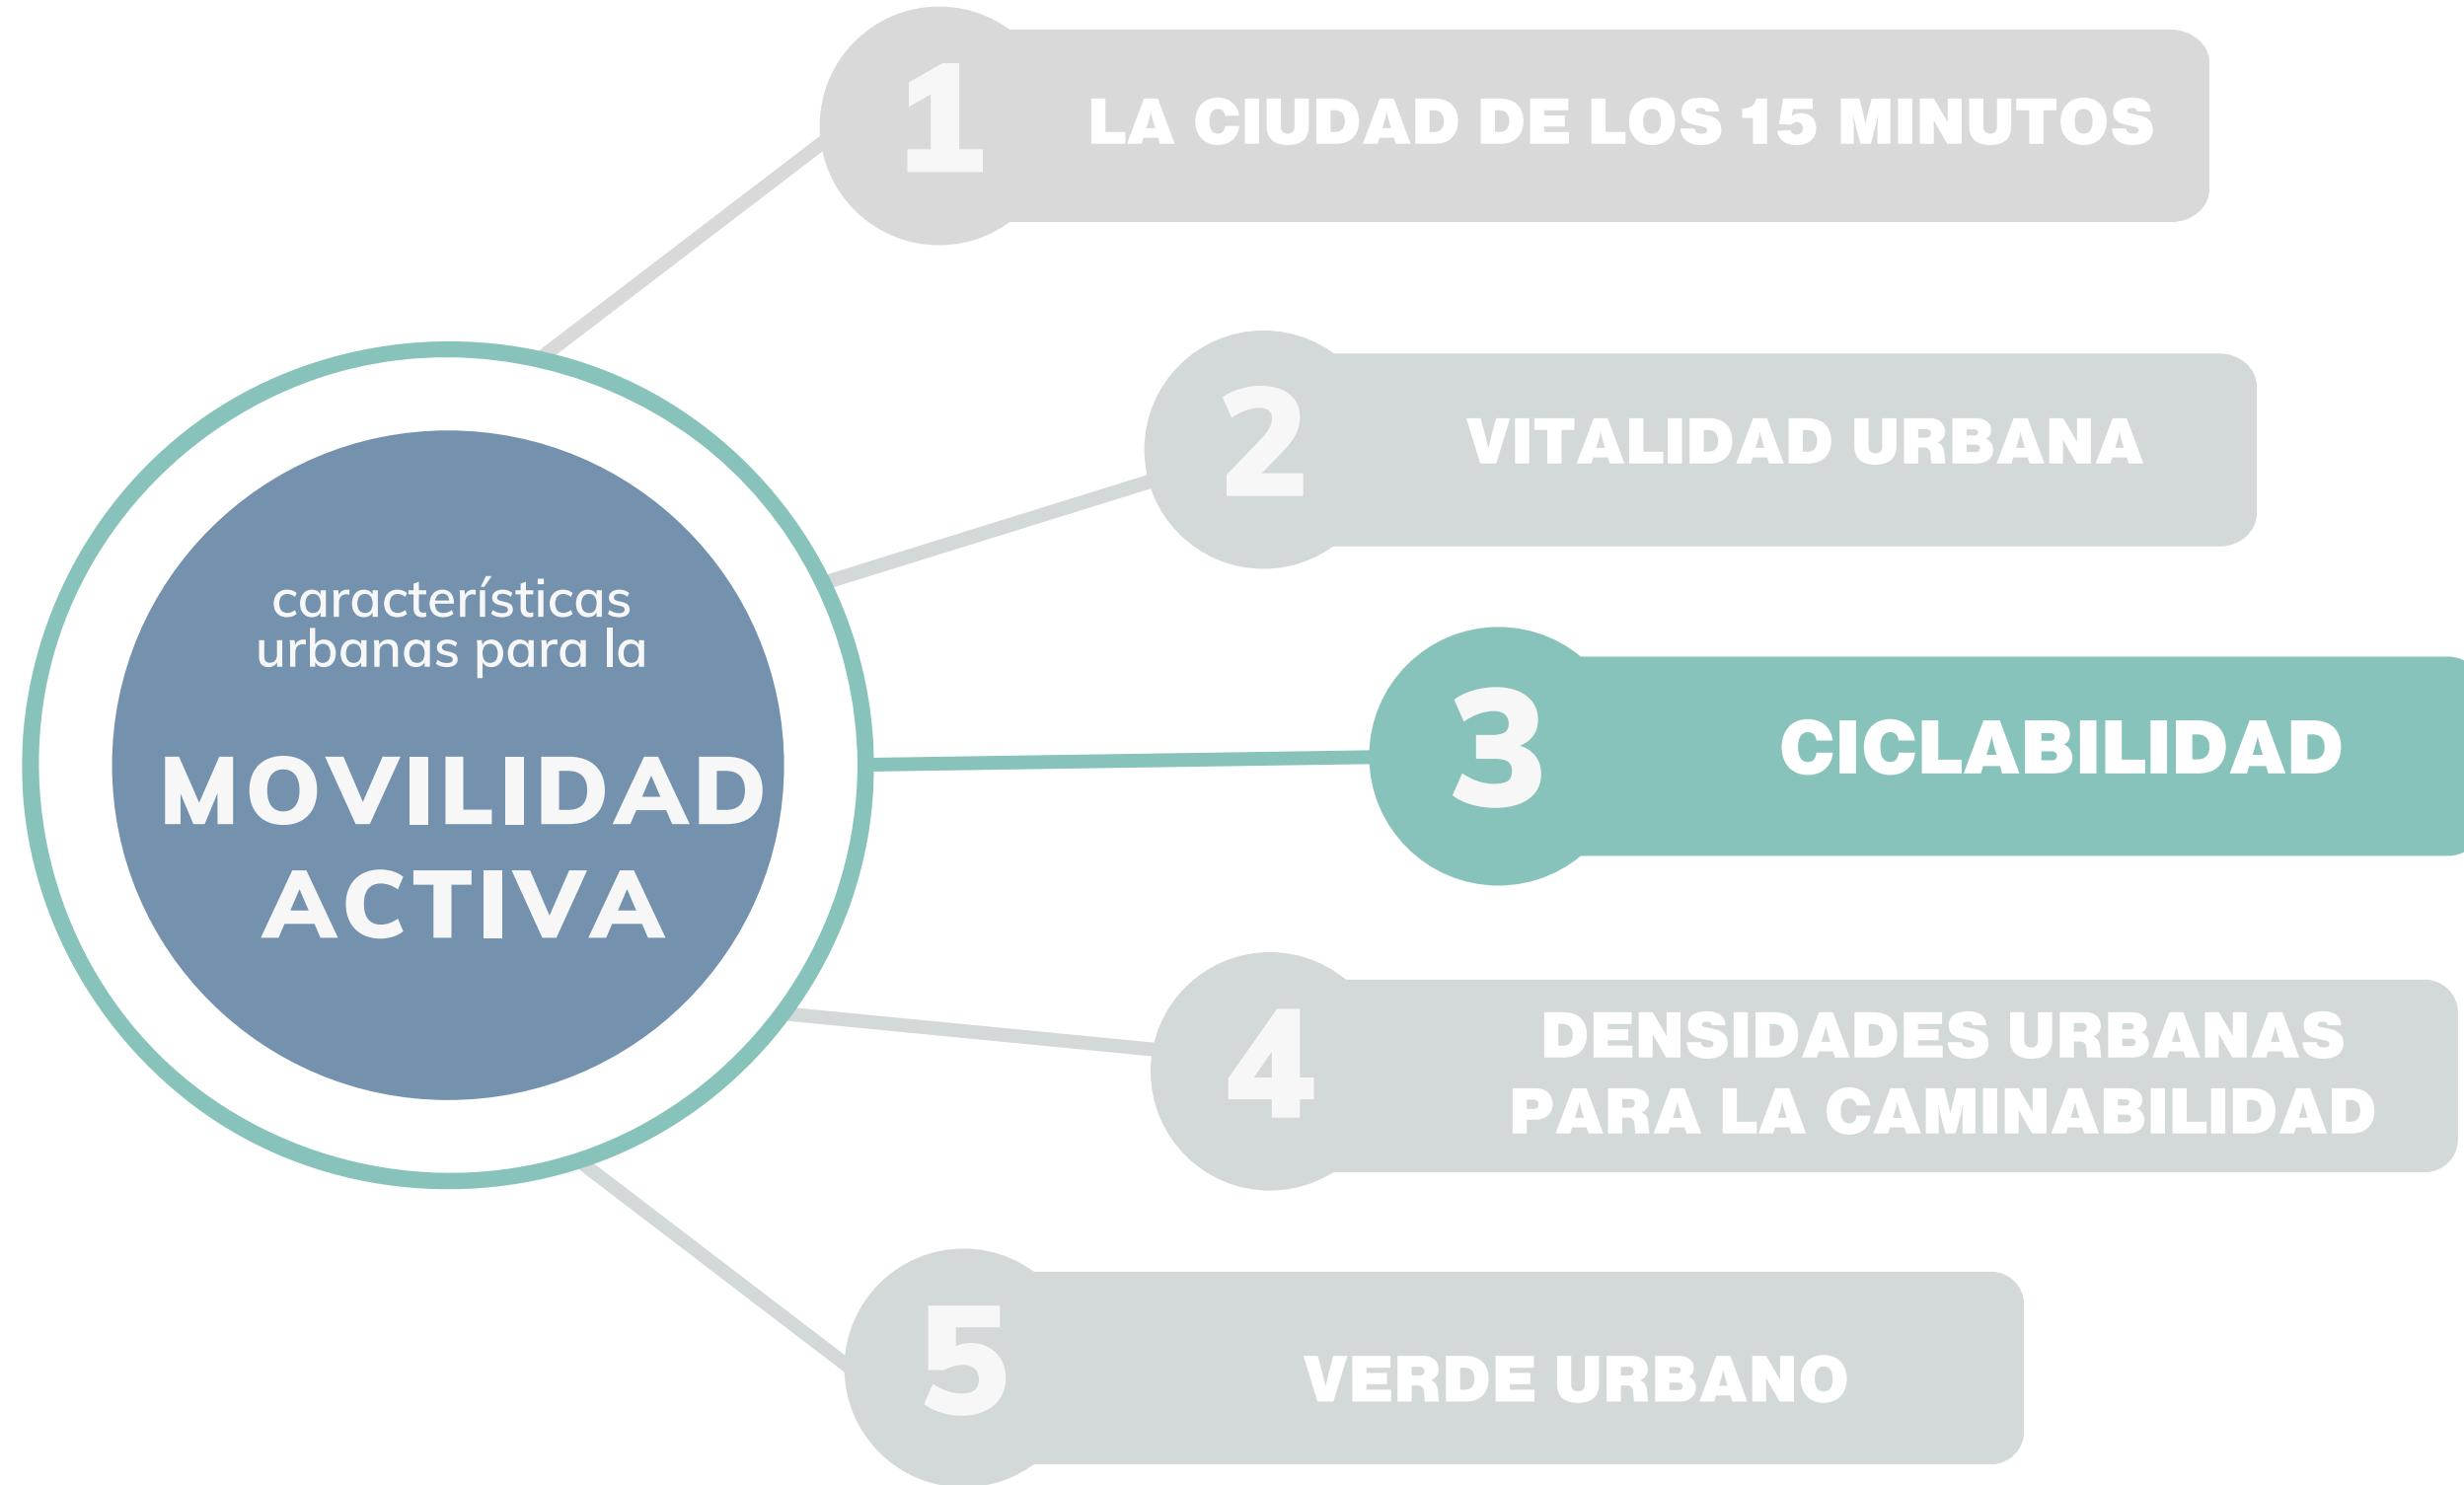 1
LA CIUDAD DE LOS 15 MINUTOS
2
VITALIDAD URBANA
características
urbanas para la
MOVILIDAD
ACTIVA
3
CICLABILIDAD
4
DENSIDADES URBANAS
PARA LA CAMINABILIDAD
5
VERDE URBANO